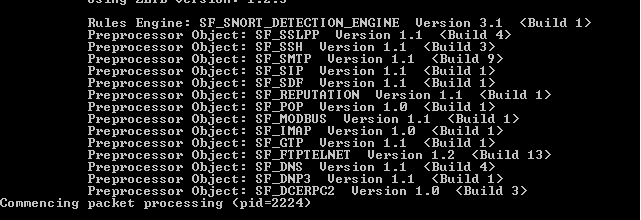 Using ZLIB version: 1.2.3
Rules Engine: SF_SNORT_DETECTION_ENGINE Version 3.1 <Build 1>
Preprocessor Object: SF_SSLPP Version 1.1 <Build 4>
Preprocessor Object: SF_SSH Version 1.1 <Build 3>
Preprocessor Object: SF_SMTP Version 1.1 <Build 9>
Preprocessor Object: SF_SIP Version 1.1 <Build 1>
Preprocessor Object: SF_SDF Version 1.1 <Build 1>
Preprocessor Object: SF_REPUTATION Version 1.1 <Build 1>
Preprocessor Object: SF_POP Version 1.0 <Build 1>
Preprocessor Object: SF_MODBUS Version 1.1 <Build 1>
Preprocessor Object: SF_IMAP Version 1.0 <Build 1>
Preprocessor Object: SF_GTP Version 1.1 <Build 1>
Preprocessor Object: SF_FTPTELNET Version 1.2 <Build 13>
Preprocessor Object: SF_DNS Version 1.1 <Build 4>
Preprocessor Object: SF_DNP3 Version 1.1 <Build 1>
Preprocessor Object: SF_DCERPC2 Version 1.0 <Build 3>
Commencing packet processing (pid=2224)